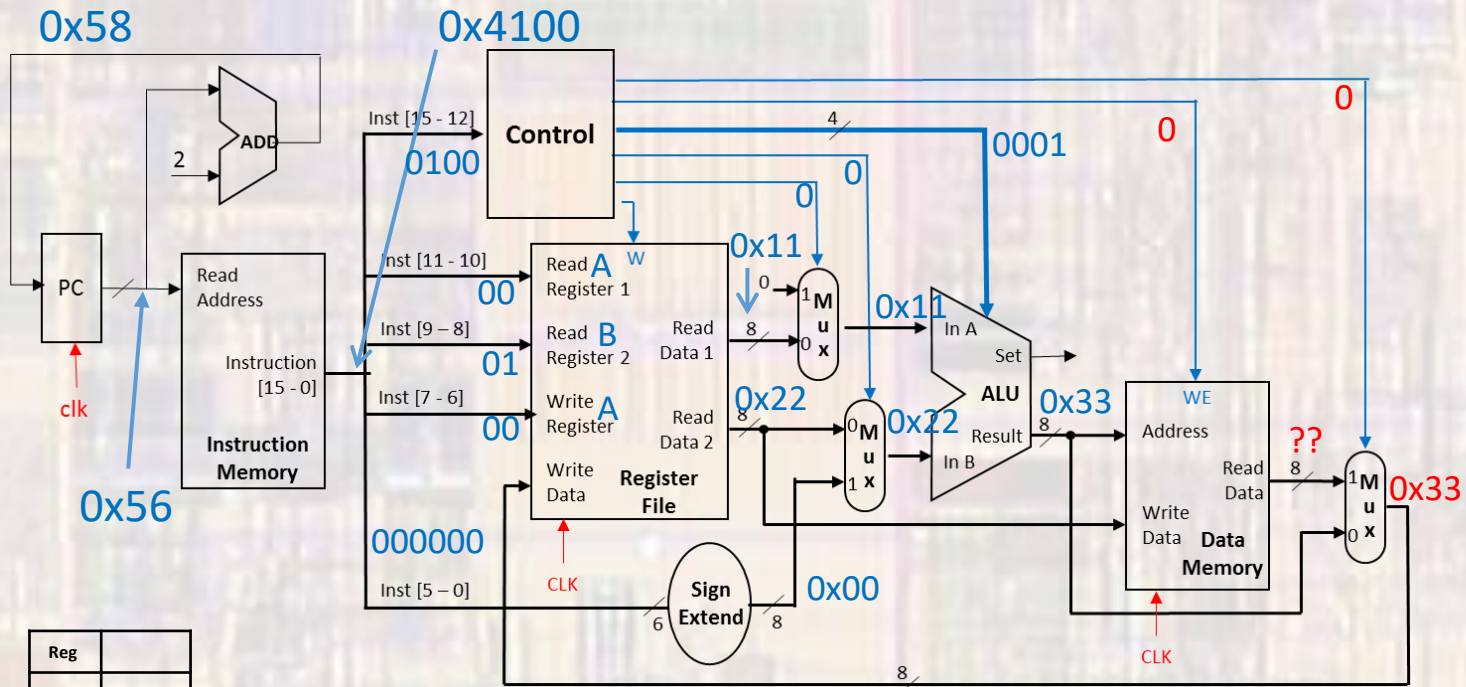 0x58
0x4100
ADD
2
Inst [15 - 12]
0100
Control
4
0001
0
0
0
0
PC
clk
0x56
Read
Address
Instruction
[15 - 0]
Instruction
Memory
Inst [11 - 10]
00
Inst [9 – 8]
01
Inst [7 - 6]
00
000000
Inst [5 – 0]
W
Read A
Register 1
Read B
Register 2
Write A
Register
Write
Data
Read
Data 1
Read
Data 2
Register
File
CLK
0x11
8
0x22
8
0
1
0
M
u
x
0x11
0
1
M
u
x
0x22
6
Sign
Extend
8
0x00
In A
Set
ALU
Result
In B
0x33
8
WE
Address
Read
Data
Write
Data
Data
Memory
CLK
??
8
1
0
M
u
x
0x33
8
Reg